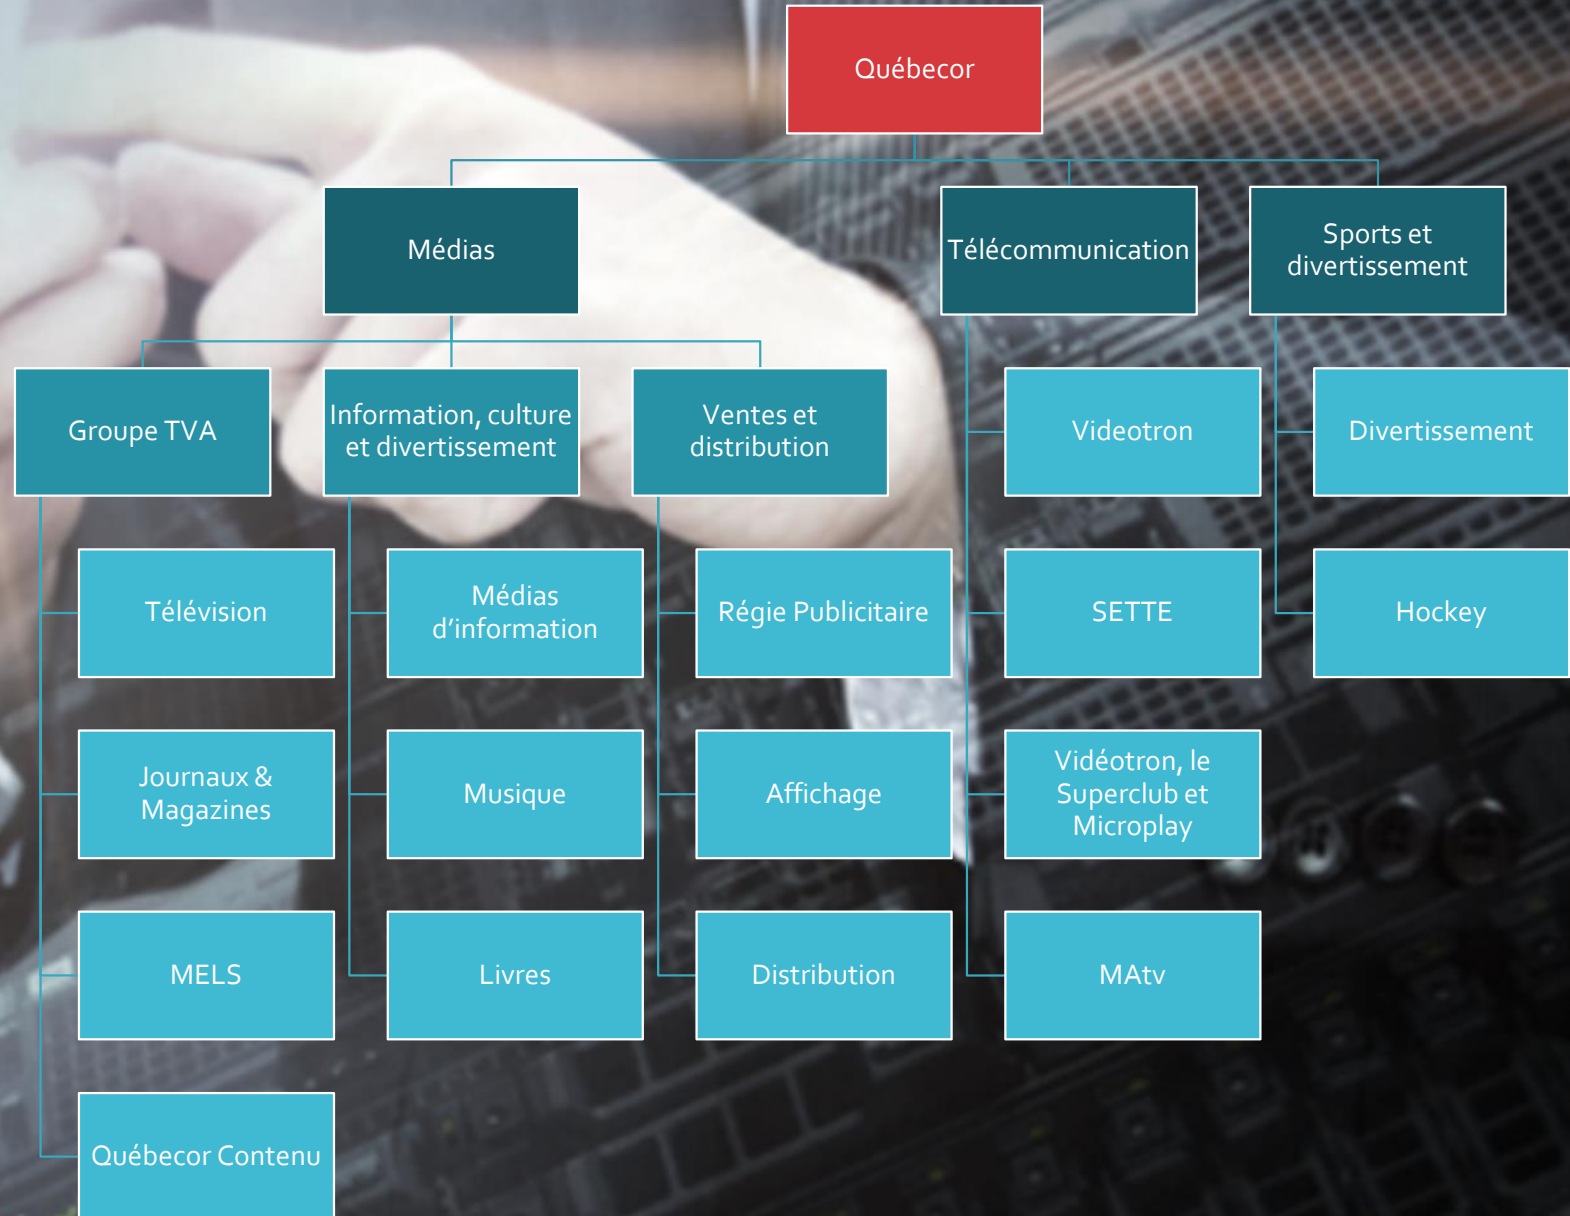 Québecor
Médias
Télécommunication
Sports et
divertissement
Groupe TVA
Information, culture
et divertissement
Ventes et
distribution
Videotron
Divertissement
Télévision
Médias
d’information
Régie Publicitaire
SETTE
Hockey
Journaux &
Magazines
Musique
Affichage
Vidéotron, le
Superclub et
Microplay
MELS
Livres
Distribution
MAtv
Québecor Contenu